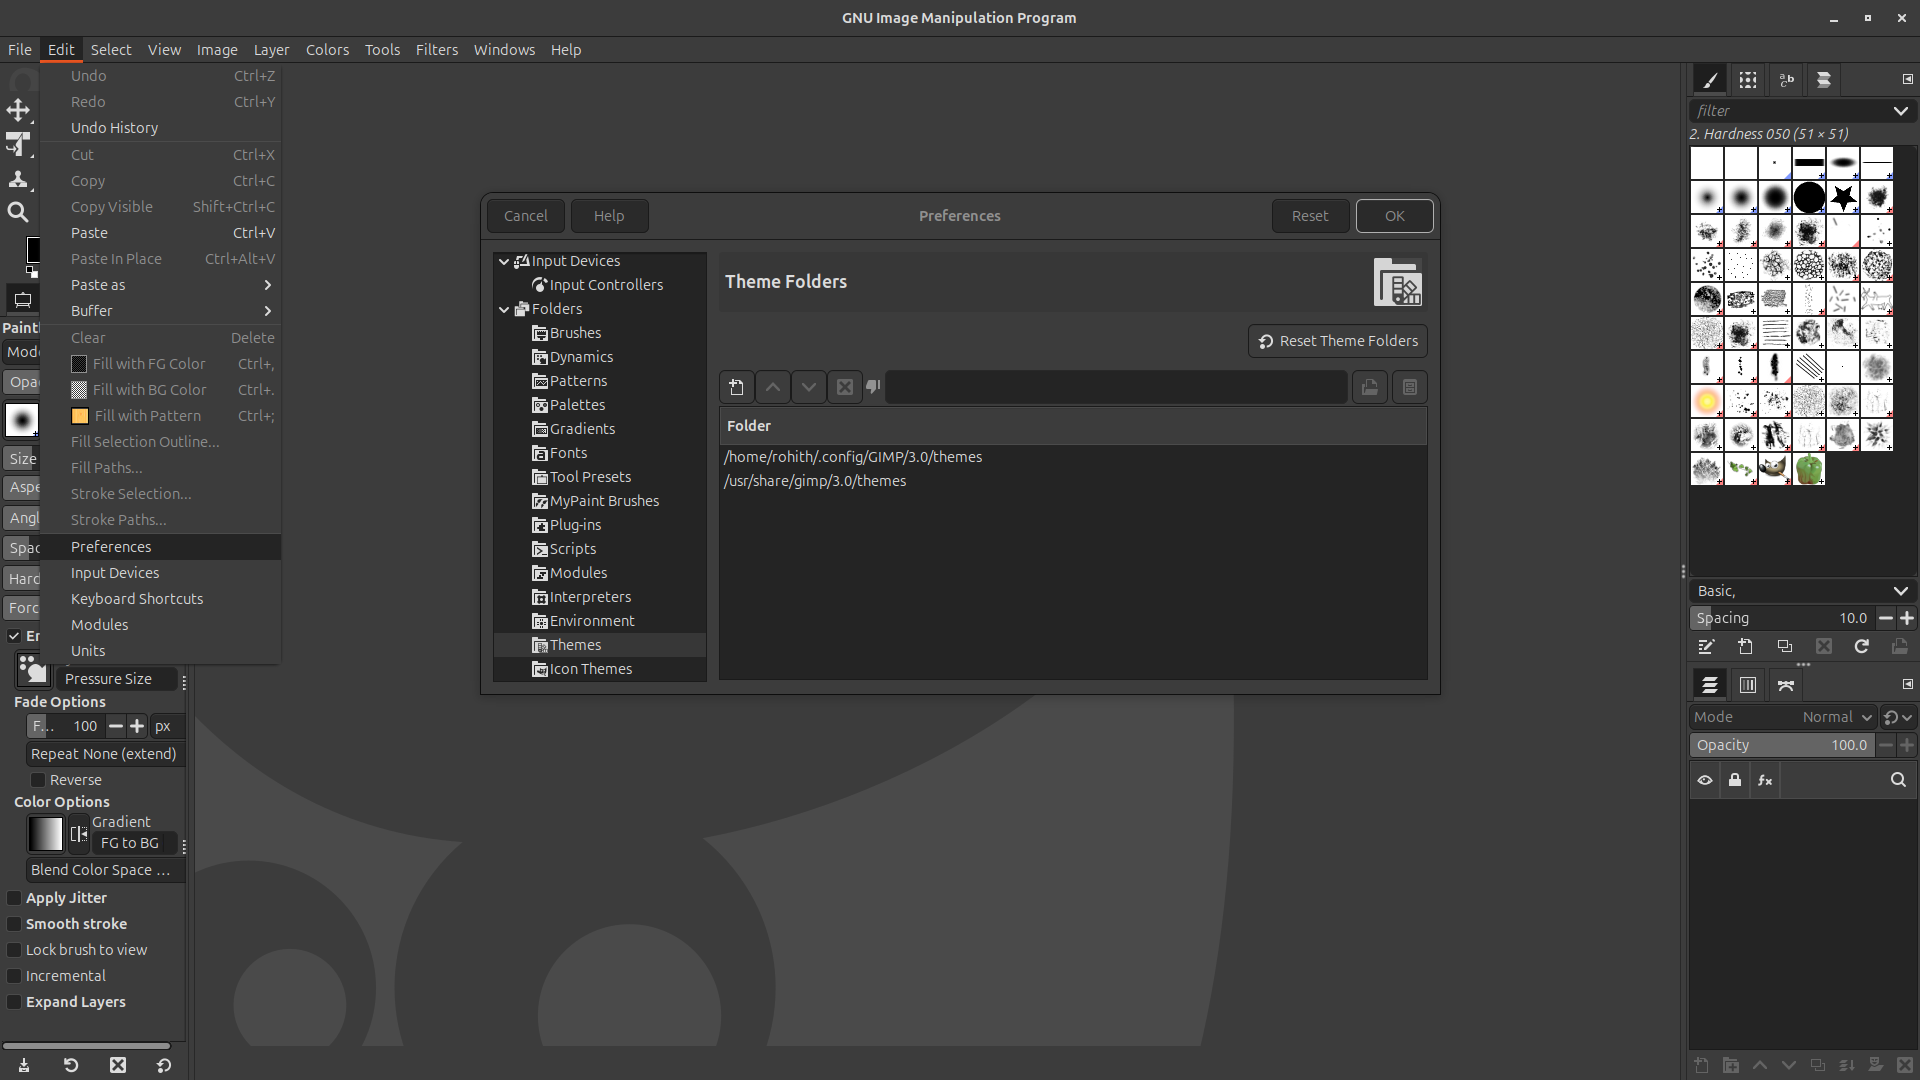 GNU Image Manipulation Program
File Edit Select View Image Layer Colors Tools Filters Windows Help
Undo Ctrl+Z
Redo Ctrl+Y
Undo History
Cut Ctrl+X
Copy Ctrl+C
Copy Visible Shift+Ctrl+C
Paste Ctrl+V
Paste In Place Ctrl+Alt+V
Paste as
Buffer
Clear Delete
Fill with FG Color Ctrl+,
Fill with BG Color Ctrl+.
Fill with Pattern Ctrl+;
Fill Selection Outline...
Fill Paths...
Stroke Selection...
Stroke Paths...
Preferences
Input Devices
Keyboard Shortcuts
Modules
Units
Paint
Mode
Opa
Size
Aspe
Angl
Spac
Hard
Forc
Pressure Size
Fade Options
F... 100 px
Repeat None (extend)
Reverse
Color Options
Gradient
FG to BG
Blend Color Space ...
Apply Jitter
Smooth stroke
Lock brush to view
Incremental
Expand Layers
Cancel Help Preferences Reset OK
Input Devices
Input Controllers
Folders
Brushes
Dynamics
Patterns
Palettes
Gradients
Fonts
Tool Presets
MyPaint Brushes
Plug-ins
Scripts
Modules
Interpreters
Environment
Themes
Icon Themes
Theme Folders
Reset Theme Folders
Folder
/home/rohith/.config/GIMP/3.0/themes
/usr/share/gimp/3.0/themes
filter
2. Hardness 050 (51 × 51)
Basic,
Spacing 10.0
Mode Normal
Opacity 100.0